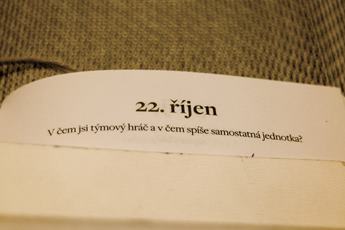 22. říjen
V čem jsi týmový hráč a v čem spíše samostatná jednotka?